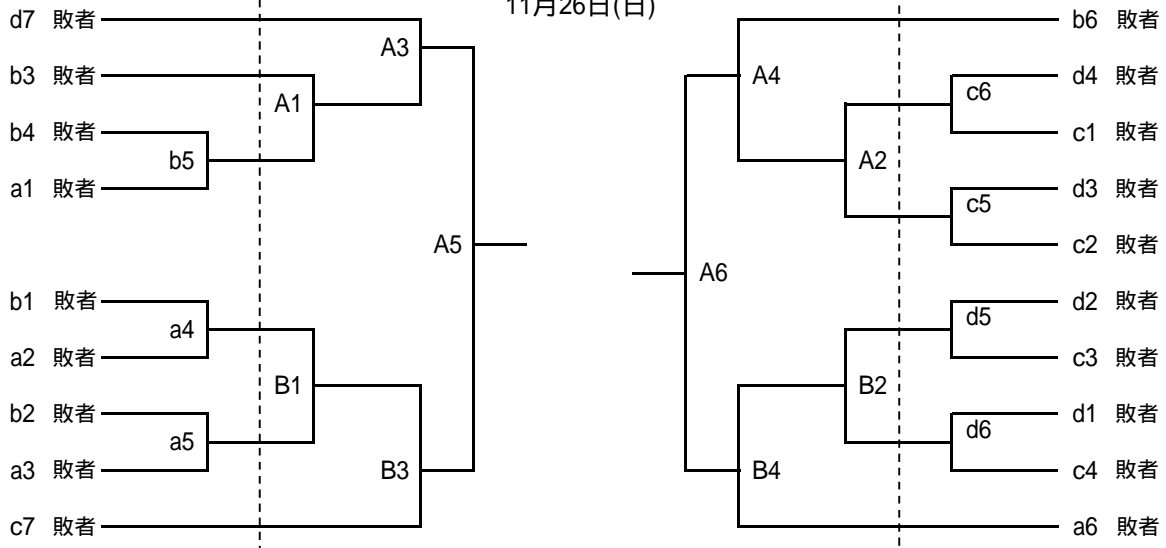 11月26日(日)
d7 敗者
A3
b3 敗者
A1
b4 敗者
b5
a1 敗者
A5
b1 敗者
a4
a2 敗者
B1
b2 敗者
a5
a3 敗者
B3
c7 敗者
b6 敗者
A4
d4 敗者
c6
c1 敗者
A2
d3 敗者
c5
c2 敗者
A6
d2 敗者
d5
c3 敗者
B2
d1 敗者
d6
c4 敗者
B4
a6 敗者